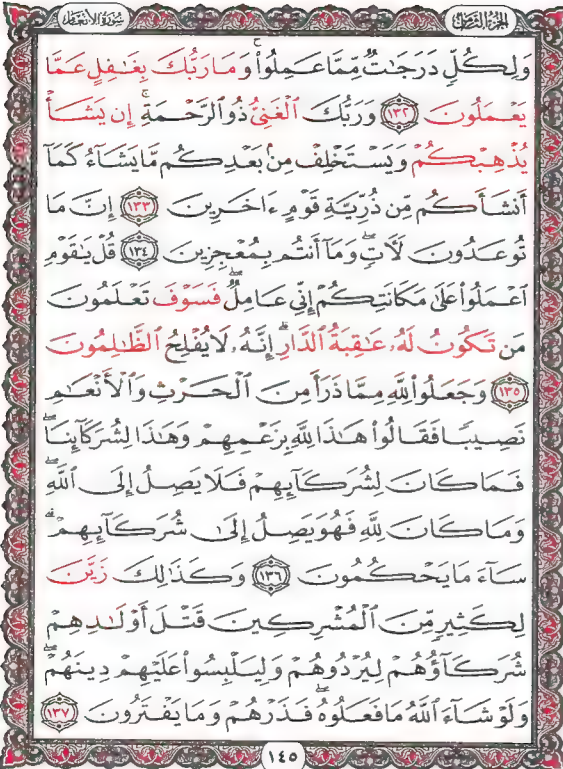 الجزء الثامن
سورة الأنعام
وَلِكُلٍّ دَرَجَٰتٌ مِّمَّا عَمِلُوا۟ ۚ وَمَا رَبُّكَ بِغَٰفِلٍ عَمَّا
يَعْمَلُونَ ١٣٢ وَرَبُّكَ ٱلْغَنِىُّ ذُو ٱلرَّحْمَةِ ۚ إِن يَشَأْ
يُذْهِبْكُمْ وَيَسْتَخْلِفْ مِنۢ بَعْدِكُم مَّا يَشَآءُ كَمَآ
أَنشَأَكُم مِّن ذُرِّيَّةِ قَوْمٍ ءَاخَرِينَ ١٣٣ إِنَّ مَا
تُوعَدُونَ لَءَاتٍ ۖ وَمَآ أَنتُم بِمُعْجِزِينَ ١٣٤ قُلْ يَٰقَوْمِ
ٱعْمَلُوا۟ عَلَىٰ مَكَانَتِكُمْ إِنِّى عَامِلٌ ۖ فَسَوْفَ تَعْلَمُونَ
مَن تَكُونُ لَهُۥ عَٰقِبَةُ ٱلدَّارِ ۗ إِنَّهُۥ لَا يُفْلِحُ ٱلظَّٰلِمُونَ
١٣٥ وَجَعَلُوا۟ لِلَّهِ مِمَّا ذَرَأَ مِنَ ٱلْحَرْثِ وَٱلْأَنْعَٰمِ
نَصِيبًا فَقَالُوا۟ هَٰذَا لِلَّهِ بِزَعْمِهِمْ وَهَٰذَا لِشُرَكَآئِنَا ۖ
فَمَا كَانَ لِشُرَكَآئِهِمْ فَلَا يَصِلُ إِلَى ٱللَّهِ ۖ
وَمَا كَانَ لِلَّهِ فَهُوَ يَصِلُ إِلَىٰ شُرَكَآئِهِمْ ۗ
سَآءَ مَا يَحْكُمُونَ ١٣٦ وَكَذَٰلِكَ زَيَّنَ
لِكَثِيرٍ مِّنَ ٱلْمُشْرِكِينَ قَتْلَ أَوْلَٰدِهِمْ
شُرَكَآؤُهُمْ لِيُرْدُوهُمْ وَلِيَلْبِسُوا۟ عَلَيْهِمْ دِينَهُمْ ۖ
وَلَوْ شَآءَ ٱللَّهُ مَا فَعَلُوهُ ۖ فَذَرْهُمْ وَمَا يَفْتَرُونَ ١٣٧
١٤٥